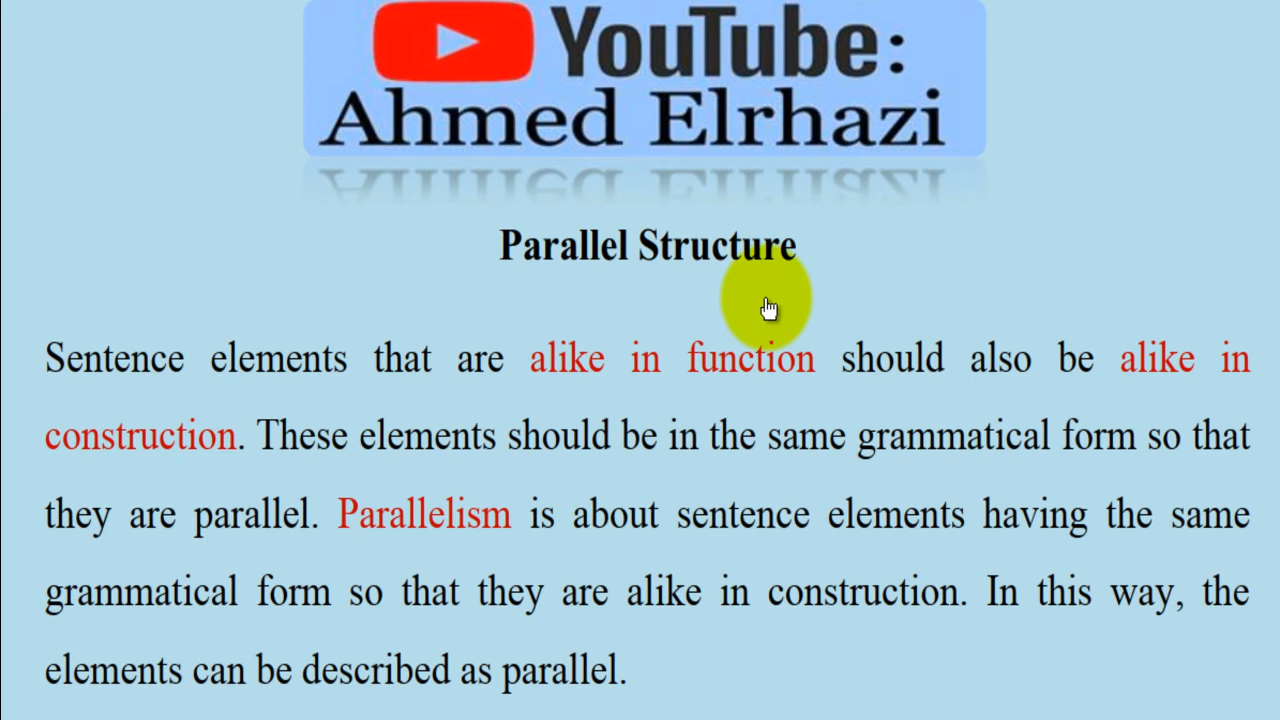 YouTube:
Ahmed Elrhazi
Parallel Structure
Sentence elements that are alike in function should also be alike in
construction. These elements should be in the same grammatical form so that
they are parallel. Parallelism is about sentence elements having the same
grammatical form so that they are alike in construction. In this way, the
elements can be described as parallel.